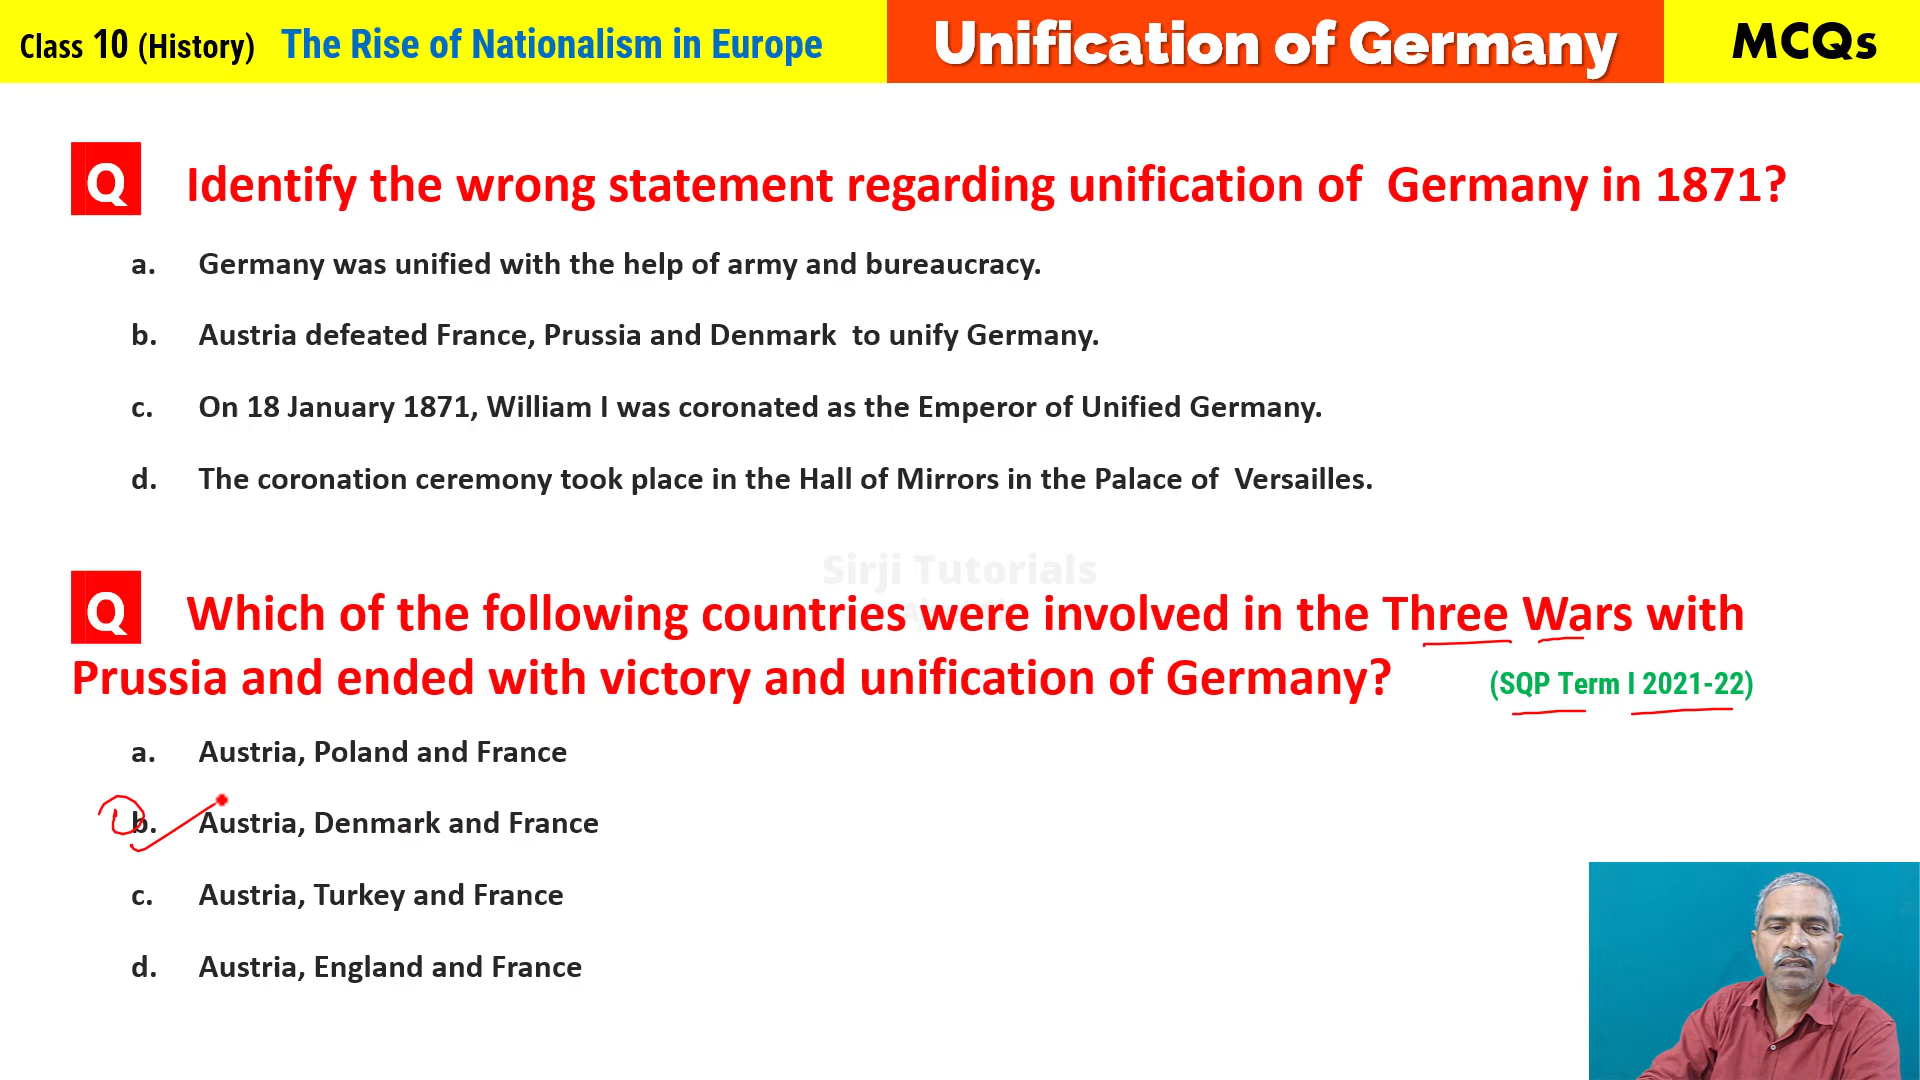 Class 10 (History) The Rise of Nationalism in Europe Unification of Germany MCQs
Q Identify the wrong statement regarding unification of Germany in 1871?
a. Germany was unified with the help of army and bureaucracy.
b. Austria defeated France, Prussia and Denmark to unify Germany.
c. On 18 January 1871, William I was coronated as the Emperor of Unified Germany.
d. The coronation ceremony took place in the Hall of Mirrors in the Palace of Versailles.
Sirji Tutorials
Q Which of the following countries were involved in the Three Wars with
Prussia and ended with victory and unification of Germany? (SQP Term I 2021-22)
a. Austria, Poland and France
b. Austria, Denmark and France
c. Austria, Turkey and France
d. Austria, England and France